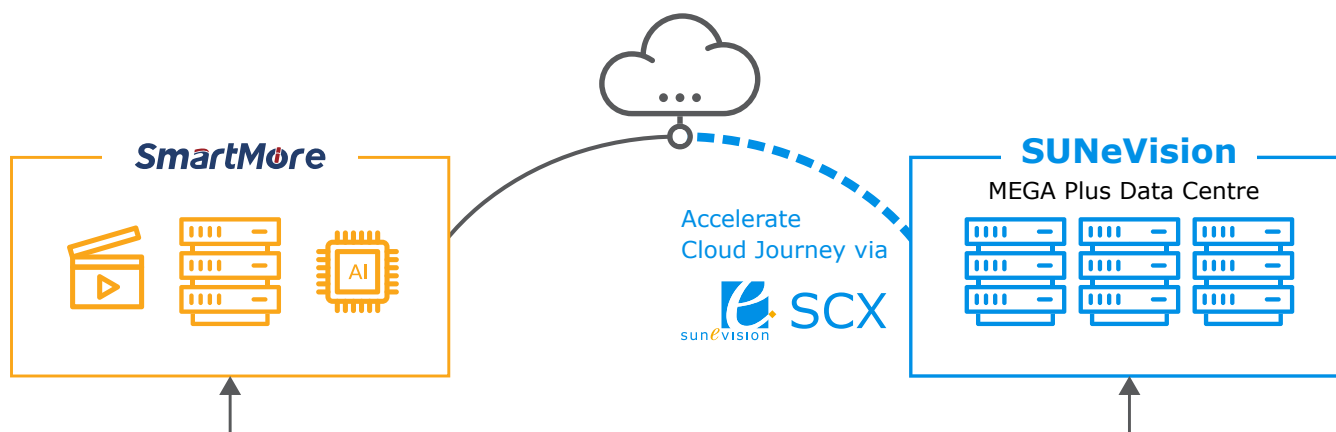 SmartMore
AI
Accelerate
Cloud Journey via
e
sunevision
SCX
SUNeVision
MEGA Plus Data Centre